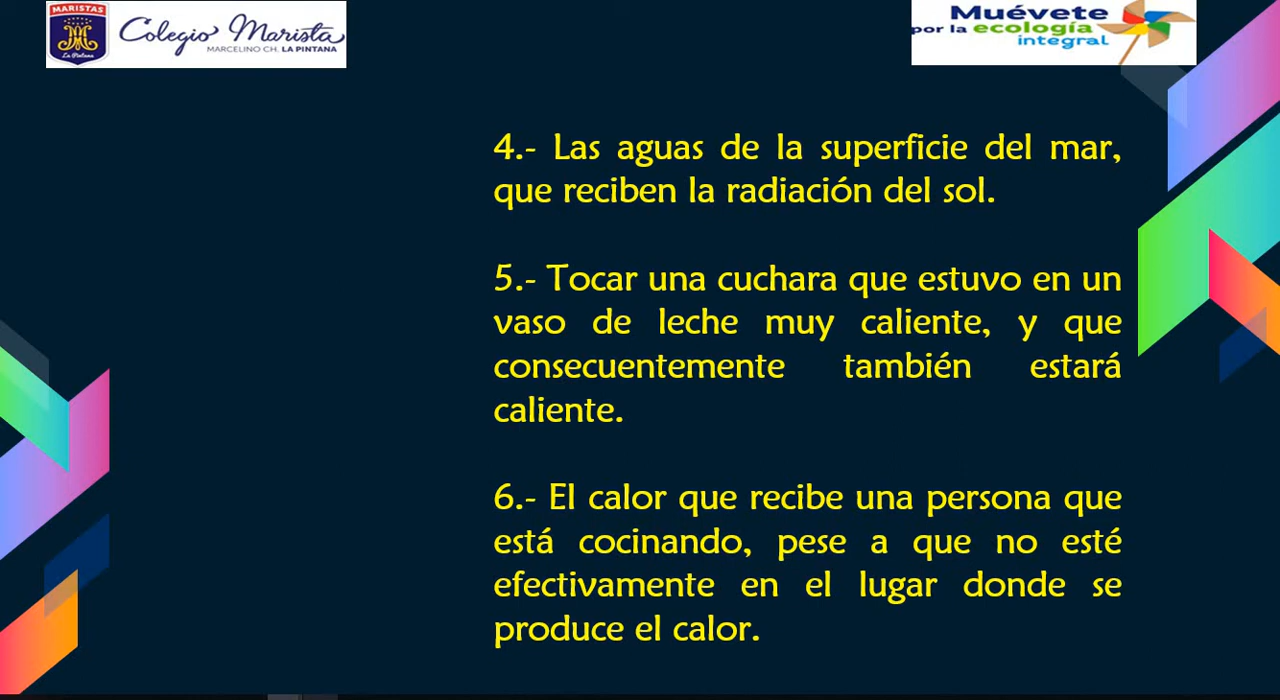 MARISTAS
La Pintana
Colegio Marista
MARCELINO CH. LA PINTANA
Muévete
por la ecología
integral
4.- Las aguas de la superficie del mar,
que reciben la radiación del sol.
5.- Tocar una cuchara que estuvo en un
vaso de leche muy caliente, y que
consecuentemente también estará
caliente.
6.- El calor que recibe una persona que
está cocinando, pese a que no esté
efectivamente en el lugar donde se
produce el calor.